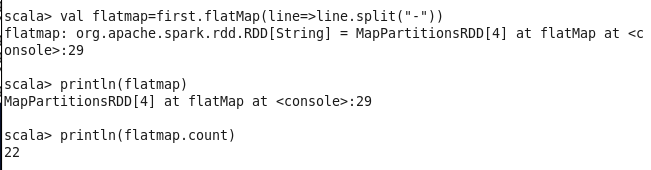 scala> val flatmap=first.flatMap(line=>line.split("-"))
flatmap: org.apache.spark.rdd.RDD[String] = MapPartitionsRDD[4] at flatMap at <c
onsole>:29
scala> println(flatmap)
MapPartitionsRDD[4] at flatMap at <console>:29
scala> println(flatmap.count)
22